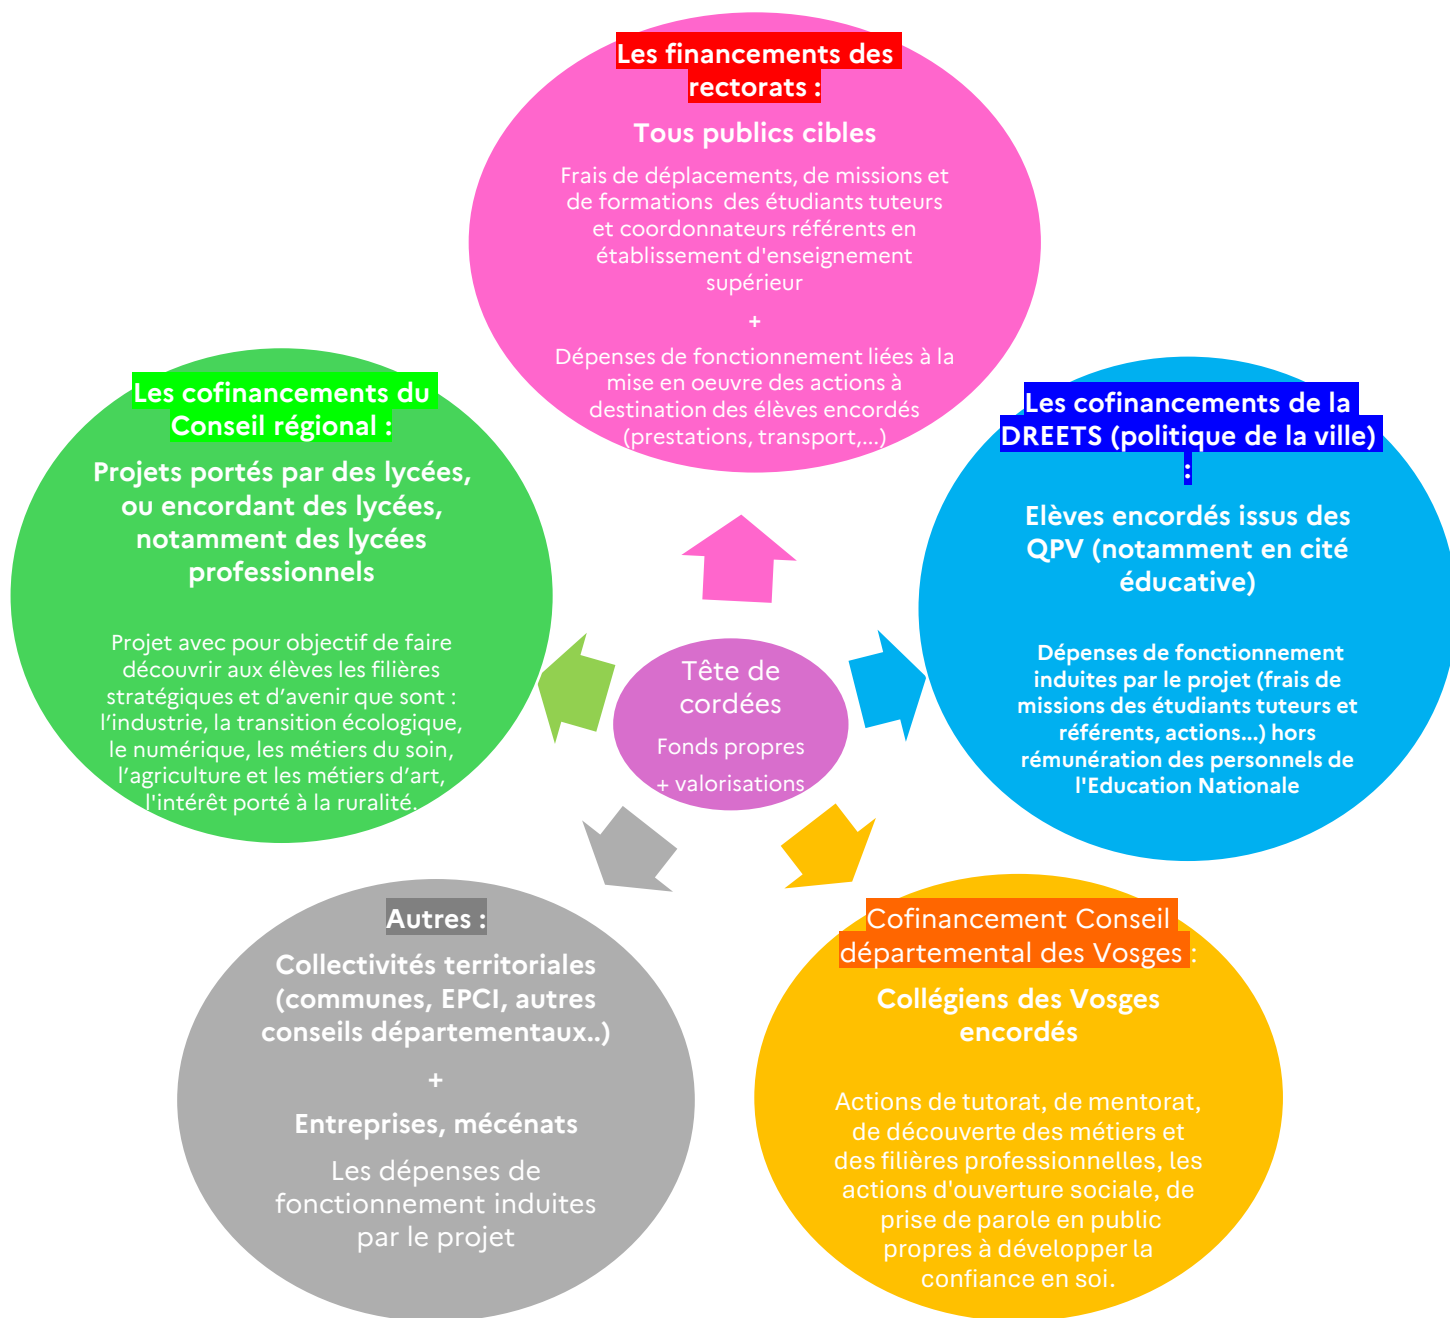 Les financements des
rectorats :
Tous publics cibles
Frais de déplacements, de missions et
de formations  des étudiants tuteurs
et coordonnateurs référents en
établissement d'enseignement
supérieur
+
Dépenses de fonctionnement liées à la
mise en oeuvre des actions à
destination des élèves encordés
(prestations, transport,...)
Les cofinancements du
Conseil régional :
Projets portés par des lycées,
ou encordant des lycées,
notamment des lycées
professionnels
Projet avec pour objectif de faire
découvrir aux élèves les filières
stratégiques et d’avenir que sont :
l’industrie, la transition écologique,
le numérique, les métiers du soin,
l’agriculture et les métiers d’art,
l'intérêt porté à la ruralité.
Les cofinancements de la
DREETS (politique de la ville)
:
Elèves encordés issus des
QPV (notamment en cité
éducative)
Dépenses de fonctionnement
induites par le projet (frais de
missions des étudiants tuteurs et
référents, actions...) hors
rémunération des personnels de
l'Education Nationale
Tête de
cordées
Fonds propres
+ valorisations
Autres :
Collectivités territoriales
(communes, EPCI, autres
conseils départementaux..)
+
Entreprises, mécénats
Les dépenses de
fonctionnement induites
par le projet
Cofinancement Conseil
départemental des Vosges :
Collégiens des Vosges
encordés
Actions de tutorat, de mentorat,
de découverte des métiers et
des filières professionnelles, les
actions d'ouverture sociale, de
prise de parole en public
propres à développer la
confiance en soi.